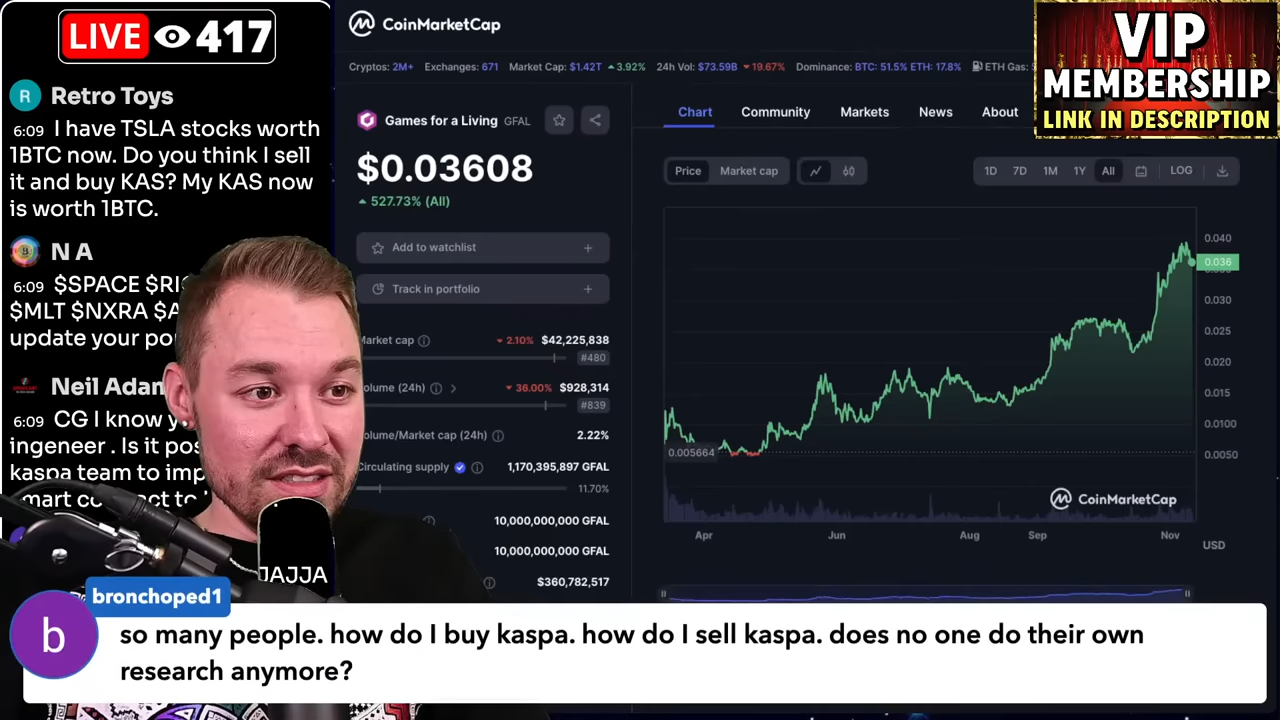 LIVE 417
R Retro Toys
6:09 I have TSLA stocks worth
1BTC now. Do you think I sell
it and buy KAS? My KAS now
is worth 1BTC.
N A
6:09 $SPACE
$MLT $NXRA
update your
Neil Adam
6:09 CG I know
ingeneer . Is it
kaspa team to
smart
CoinMarketCap
Cryptos: 2M+ Exchanges: 671 Market Cap: $1.42T 3.92% 24h Vol: $73.59B 19.67% Dominance: BTC: 51.5% ETH: 17.8% ETH Gas:
Games for a Living GFAL
$0.03608
527.73% (All)
Add to watchlist +
Track in portfolio +
Market cap 2.10% $42,225,838
#480
Volume (24h) > 36.00% $928,314
#839
Volume/Market cap (24h) 2.22%
Circulating supply 1,170,395,897 GFAL
11.70%
10,000,000,000 GFAL
10,000,000,000 GFAL
$360,782,517
Chart Community Markets News About
Price Market cap 1D 7D 1M 1Y All LOG
0.040
0.036
0.030
0.025
0.020
0.015
0.0100
0.0050
0.005664
CoinMarketCap
Apr Jun Aug Sep Nov
USD
VIP
MEMBERSHIP
LINK IN DESCRIPTION
JAJJA
bronchoped1
b
so many people. how do I buy kaspa. how do I sell kaspa. does no one do their own
research anymore?